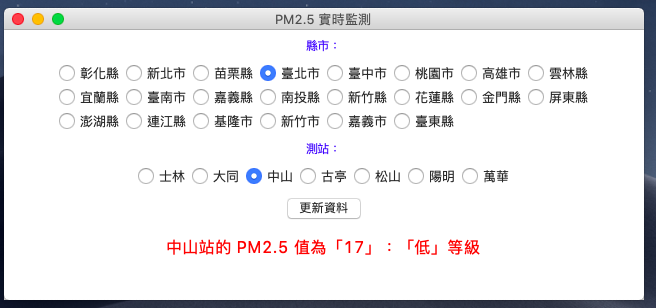 PM2.5 實時監測
縣市：
彰化縣 新北市 苗栗縣 臺北市 臺中市 桃園市 高雄市 雲林縣
宜蘭縣 臺南市 嘉義縣 南投縣 新竹縣 花蓮縣 金門縣 屏東縣
澎湖縣 連江縣 基隆市 新竹市 嘉義市 臺東縣
測站：
士林 大同 中山 古亭 松山 陽明 萬華
更新資料
中山站的 PM2.5 值為「17」：「低」等級